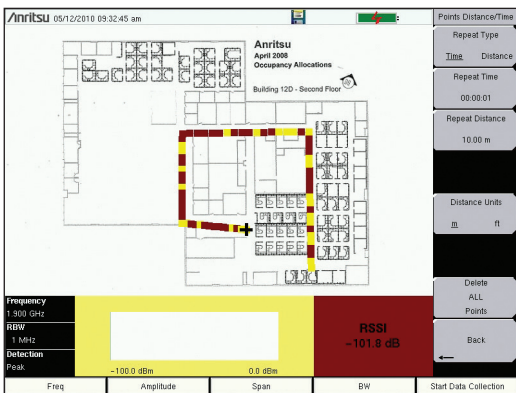 Anritsu 05/12/2010 09:32:45 am
Points Distance/Time
Repeat Type
Time Distance
Repeat Time
00:00:01
Repeat Distance
10.00 m
Distance Units
m ft
Delete
ALL
Points
Back
Anritsu
April 2008
Occupancy Allocations
Building 12D - Second Floor
Frequency
1.900 GHz
RBW
1 MHz
Detection
Peak
-100.0 dBm 0.0 dBm
RSSI
-101.8 dB
Freq Amplitude Span BW Start Data Collection